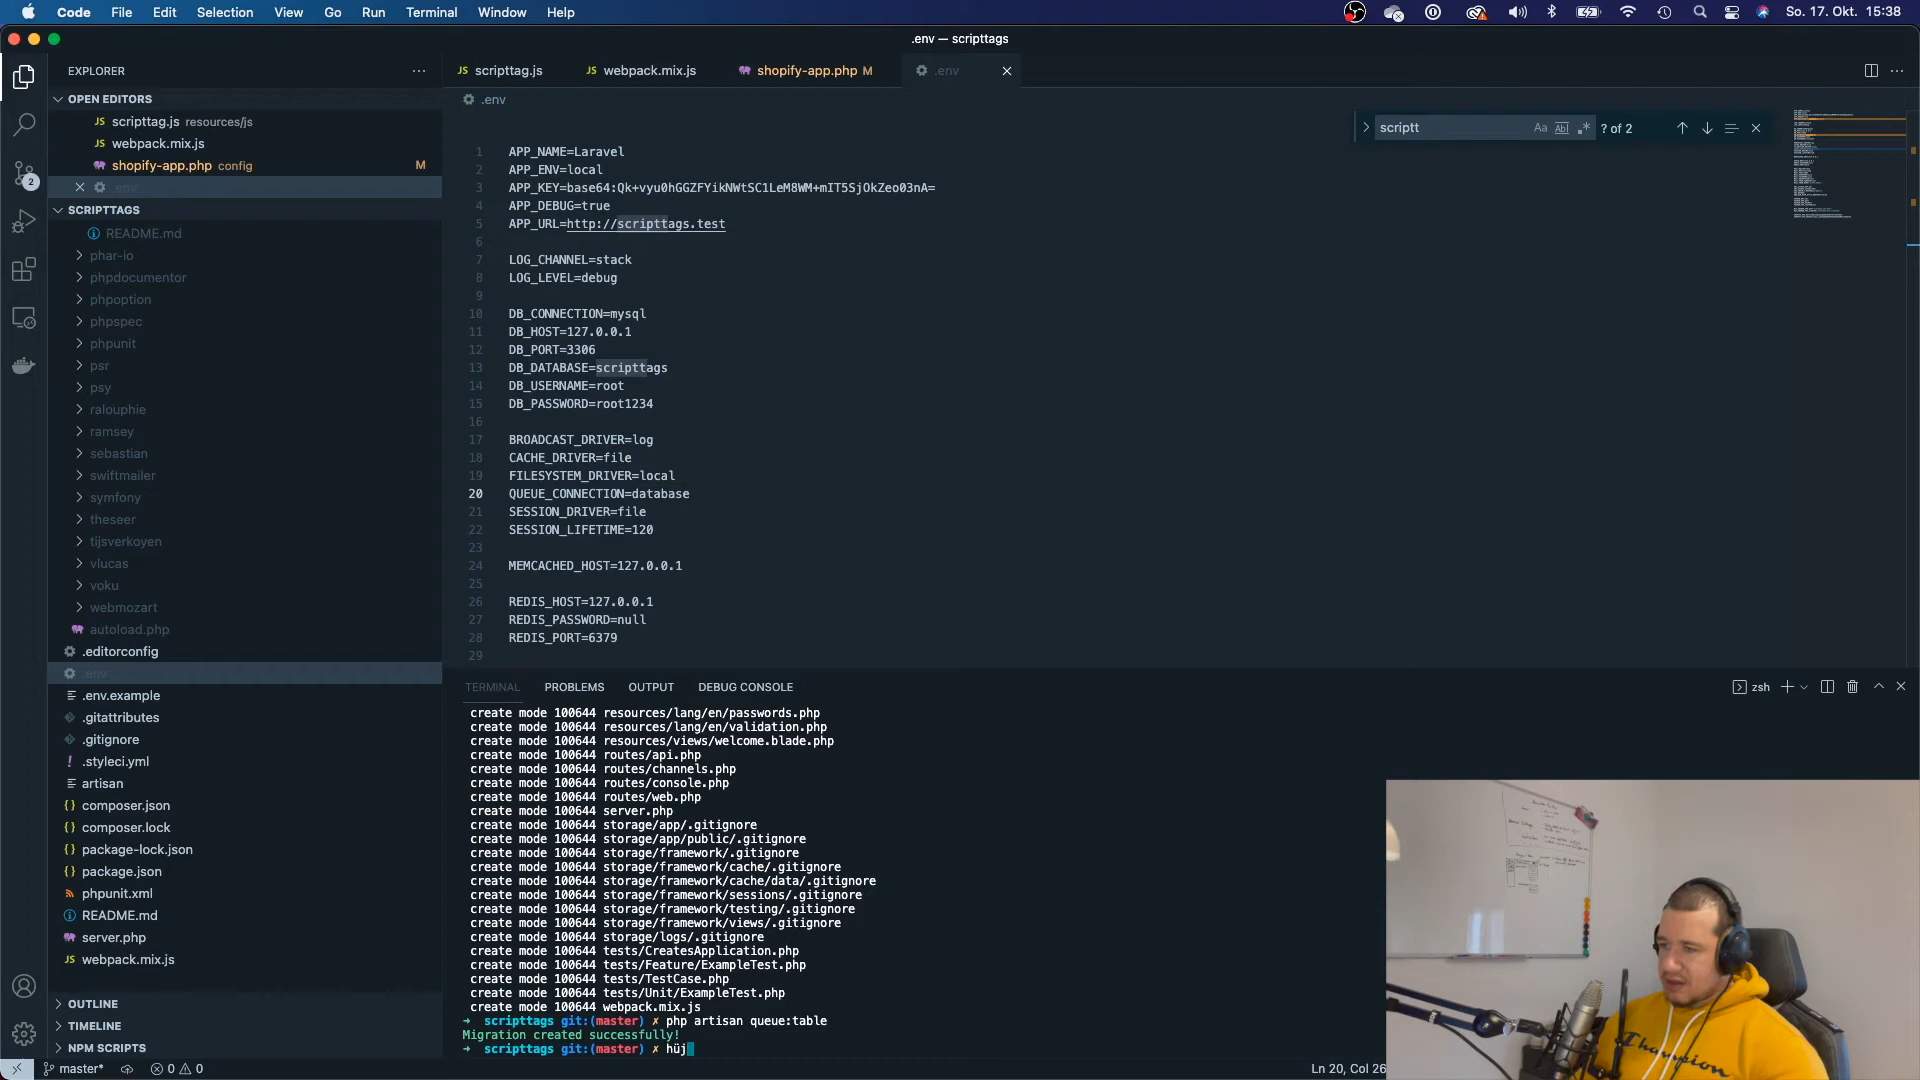 Code File Edit Selection View Go Run Terminal Window Help So. 17. Okt. 15:38
.env — scripttags
EXPLORER
OPEN EDITORS
scripttag.js resources/js
webpack.mix.js
shopify-app.php config M
.env
SCRIPTTAGS
README.md
phar-io
phpdocumentor
phpoption
phpspec
phpunit
psr
psy
ralouphie
ramsey
sebastian
swiftmailer
symfony
theseer
tijsverkoyen
vlucas
voku
webmozart
autoload.php
.editorconfig
.env
.env.example
.gitattributes
.gitignore
.styleci.yml
artisan
composer.json
composer.lock
package-lock.json
package.json
phpunit.xml
README.md
server.php
webpack.mix.js
OUTLINE
TIMELINE
NPM SCRIPTS
2
scripttag.js webpack.mix.js shopify-app.php M .env
.env
scriptt Aa Abl ? of 2
1 APP_NAME=Laravel
2 APP_ENV=local
3 APP_KEY=base64:Qk+vyu0hGGZFYikNWtSC1LeM8WM+mIT5SjOkZeo03nA=
4 APP_DEBUG=true
5 APP_URL=http://scripttags.test
6
7 LOG_CHANNEL=stack
8 LOG_LEVEL=debug
9
10 DB_CONNECTION=mysql
11 DB_HOST=127.0.0.1
12 DB_PORT=3306
13 DB_DATABASE=scripttags
14 DB_USERNAME=root
15 DB_PASSWORD=root1234
16
17 BROADCAST_DRIVER=log
18 CACHE_DRIVER=file
19 FILESYSTEM_DRIVER=local
20 QUEUE_CONNECTION=database
21 SESSION_DRIVER=file
22 SESSION_LIFETIME=120
23
24 MEMCACHED_HOST=127.0.0.1
25
26 REDIS_HOST=127.0.0.1
27 REDIS_PASSWORD=null
28 REDIS_PORT=6379
29
TERMINAL PROBLEMS OUTPUT DEBUG CONSOLE zsh
create mode 100644 resources/lang/en/passwords.php
create mode 100644 resources/lang/en/validation.php
create mode 100644 resources/views/welcome.blade.php
create mode 100644 routes/api.php
create mode 100644 routes/channels.php
create mode 100644 routes/console.php
create mode 100644 routes/web.php
create mode 100644 server.php
create mode 100644 storage/app/.gitignore
create mode 100644 storage/app/public/.gitignore
create mode 100644 storage/framework/.gitignore
create mode 100644 storage/framework/cache/.gitignore
create mode 100644 storage/framework/cache/data/.gitignore
create mode 100644 storage/framework/sessions/.gitignore
create mode 100644 storage/framework/testing/.gitignore
create mode 100644 storage/framework/views/.gitignore
create mode 100644 storage/logs/.gitignore
create mode 100644 tests/CreatesApplication.php
create mode 100644 tests/Feature/ExampleTest.php
create mode 100644 tests/TestCase.php
create mode 100644 tests/Unit/ExampleTest.php
create mode 100644 webpack.mix.js
➜ scripttags git:(master) ✗ php artisan queue:table
Migration created successfully!
➜ scripttags git:(master) ✗ hüj
Champion
master* 0 0 Ln 20, Col 26